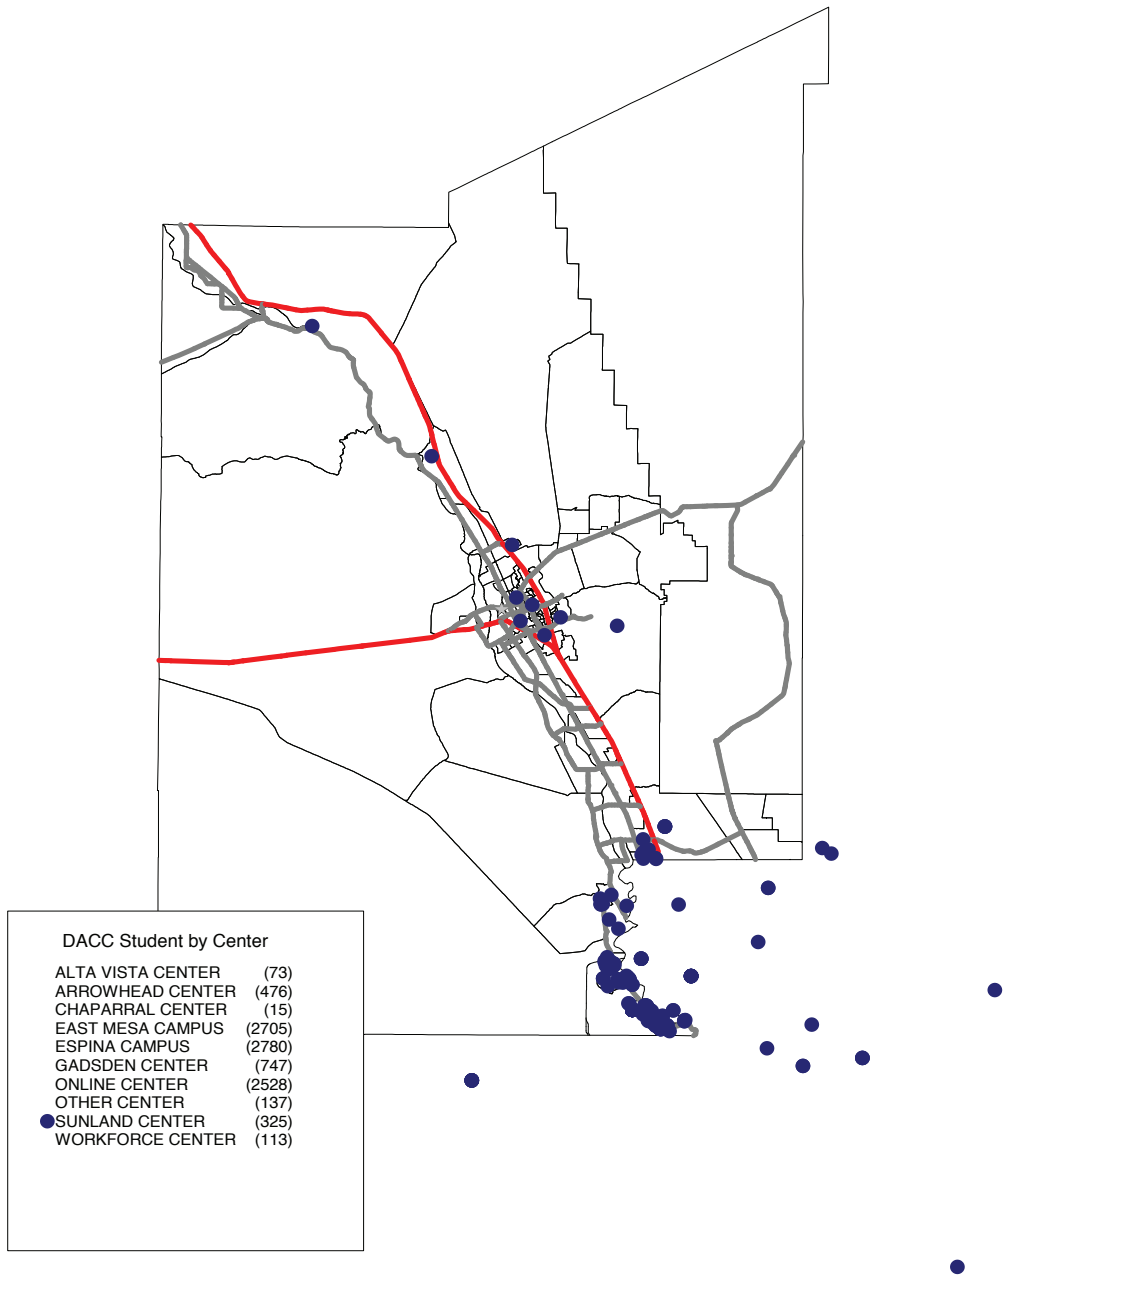 DACC Student by Center
ALTA VISTA CENTER (73)
ARROWHEAD CENTER (476)
CHAPARRAL CENTER (15)
EAST MESA CAMPUS (2705)
ESPINA CAMPUS (2780)
GADSDEN CENTER (747)
ONLINE CENTER (2528)
OTHER CENTER (137)
SUNLAND CENTER (325)
WORKFORCE CENTER (113)